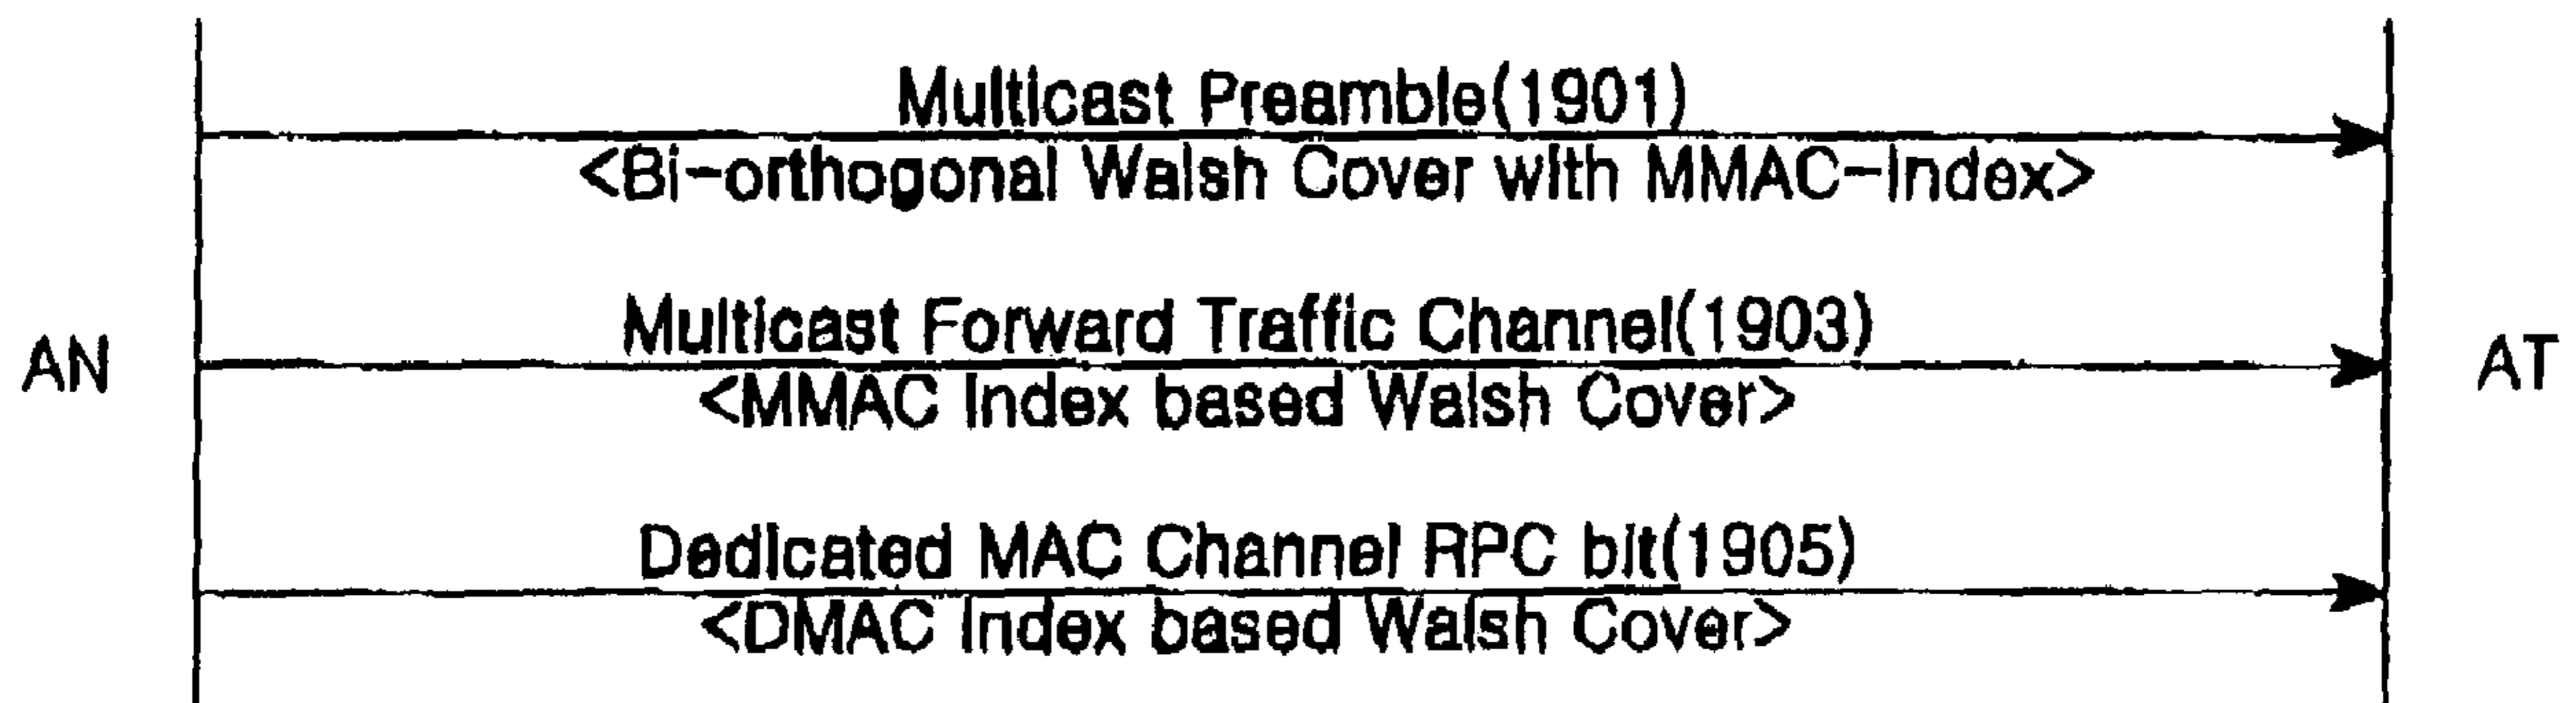 Multicast Preamble(1901)
<Bi-orthogonal Walsh Cover with MMAC-Index>
Multicast Forward Traffic Channel(1903)
AN
AT
<MMAC Index based Walsh Cover>
Dedicated MAC Channel RPC bit(1905)
<DMAC Index based Walsh Cover>